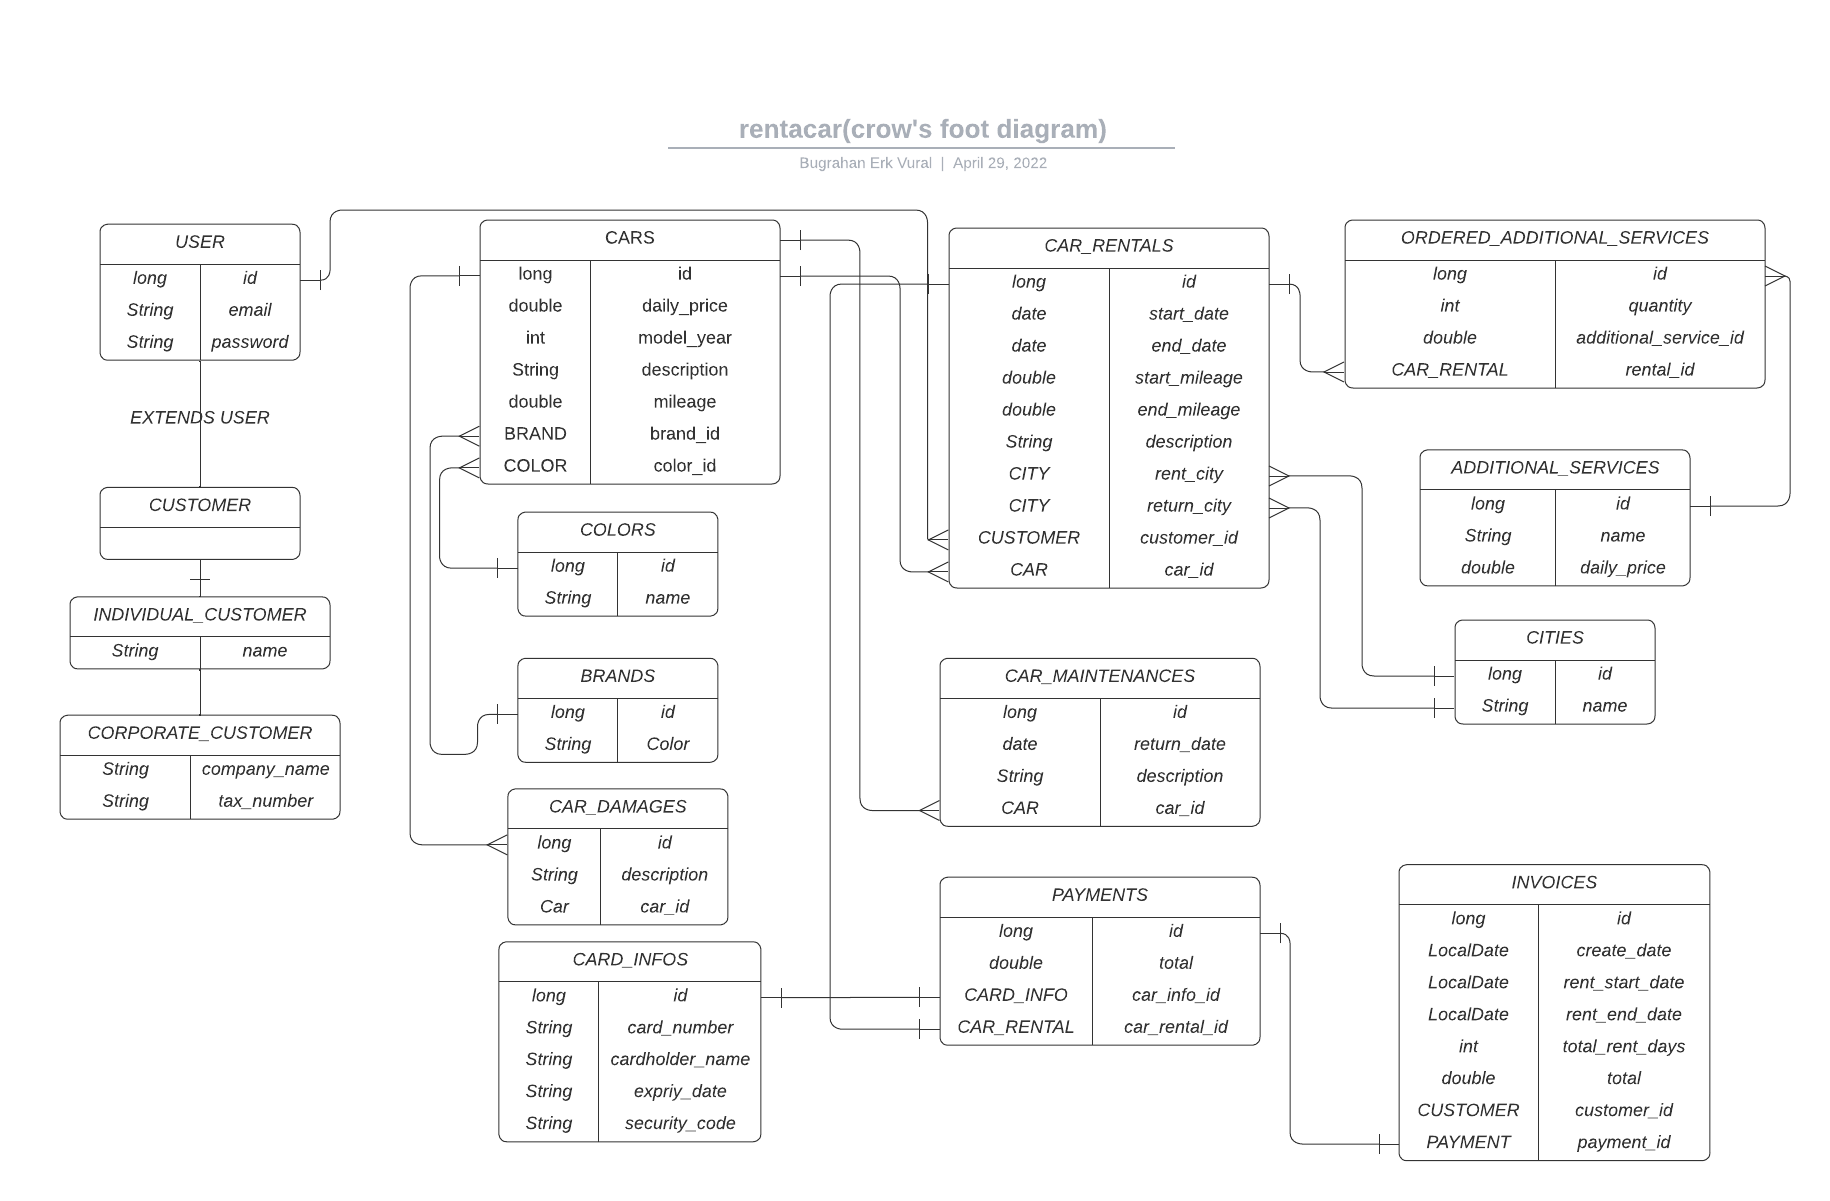 rentacar(crow's foot diagram)
Bugrahan Erk Vural | April 29, 2022
USER
long id
String email
String password
EXTENDS USER
CUSTOMER
INDIVIDUAL_CUSTOMER
String name
CORPORATE_CUSTOMER
String company_name
String tax_number
CARS
long id
double daily_price
int model_year
String description
double mileage
BRAND brand_id
COLOR color_id
COLORS
long id
String name
BRANDS
long id
String Color
CAR_DAMAGES
long id
String description
Car car_id
CARD_INFOS
long id
String card_number
String cardholder_name
String expriy_date
String security_code
CAR_RENTALS
long id
date start_date
date end_date
double start_mileage
double end_mileage
String description
CITY rent_city
CITY return_city
CUSTOMER customer_id
CAR car_id
CAR_MAINTENANCES
long id
date return_date
String description
CAR car_id
PAYMENTS
long id
double total
CARD_INFO car_info_id
CAR_RENTAL car_rental_id
ORDERED_ADDITIONAL_SERVICES
long id
int quantity
double additional_service_id
CAR_RENTAL rental_id
ADDITIONAL_SERVICES
long id
String name
double daily_price
CITIES
long id
String name
INVOICES
long id
LocalDate create_date
LocalDate rent_start_date
LocalDate rent_end_date
int total_rent_days
double total
CUSTOMER customer_id
PAYMENT payment_id